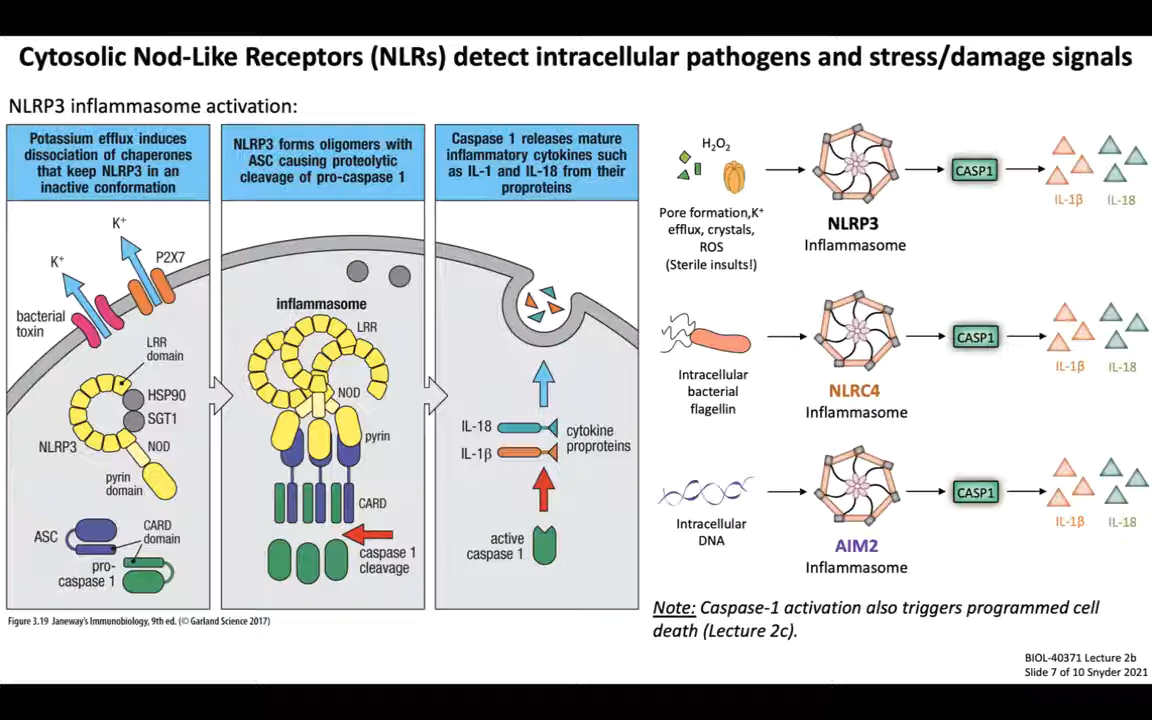 Cytosolic Nod-Like Receptors (NLRs) detect intracellular pathogens and stress/damage signals
NLRP3 inflammasome activation:
Potassium efflux induces
dissociation of chaperones
that keep NLRP3 in an
inactive conformation
K⁺
K⁺
P2X7
bacterial
toxin
LRR
domain
HSP90
SGT1
NLRP3
NOD
pyrin
domain
ASC
CARD
domain
pro-
caspase 1
NLRP3 forms oligomers with
ASC causing proteolytic
cleavage of pro-caspase 1
inflammasome
LRR
NOD
pyrin
CARD
caspase 1
cleavage
Caspase 1 releases mature
inflammatory cytokines such
as IL-1 and IL-18 from their
proproteins
IL-18
IL-1β
cytokine
proproteins
active
caspase 1
Figure 3.19 Janeway's Immunobiology, 9th ed. (© Garland Science 2017)
H₂O₂
Pore formation,K⁺
efflux, crystals,
ROS
(Sterile insults!)
NLRP3
Inflammasome
CASP1
IL-1β
IL-18
Intracellular
bacterial
flagellin
NLRC4
Inflammasome
CASP1
IL-1β
IL-18
Intracellular
DNA
AIM2
Inflammasome
CASP1
IL-1β
IL-18
Note: Caspase-1 activation also triggers programmed cell
death (Lecture 2c).
BIOL-40371 Lecture 2b
Slide 7 of 10 Snyder 2021